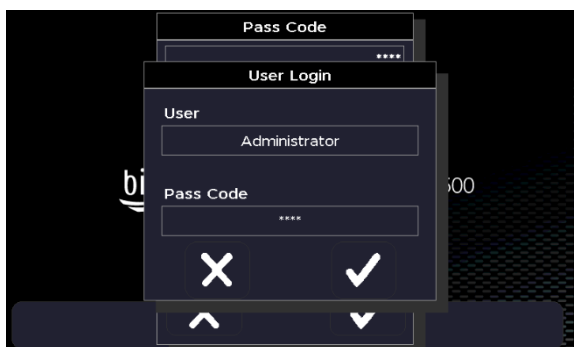 Pass Code
****
User Login
User
Administrator
Pass Code
****